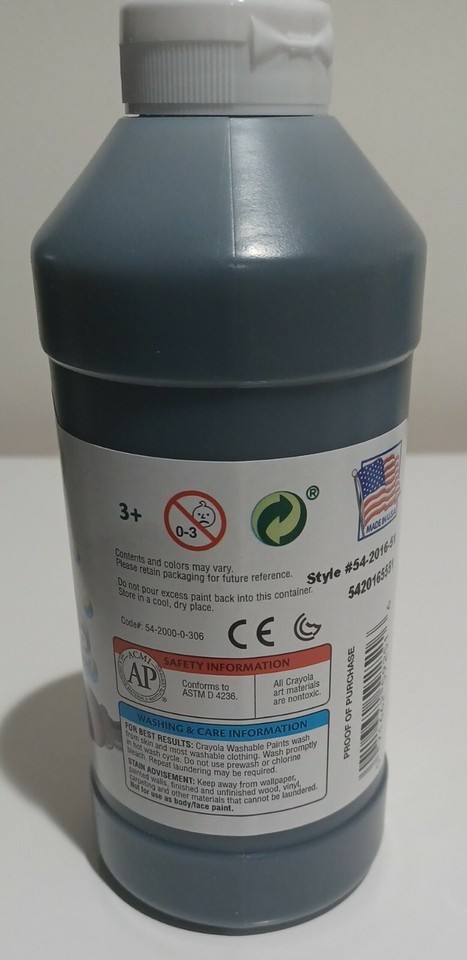 3+
0-3
®
MADE IN U.S.A.
Contents and colors may vary.
Please retain packaging for future reference.
Style #54-2016-51
5420165581
Do not pour excess paint back into this container.
Store in a cool, dry place.
Code#: 54-2000-0-306
CE
PROOF OF PURCHASE
SAFETY INFORMATION
ACMI
AP
Conforms to
ASTM D 4236.
All Crayola
art materials
are nontoxic.
WASHING & CARE INFORMATION
FOR BEST RESULTS: Crayola Washable Paints wash
from skin and most washable clothing. Wash promptly
in hot wash cycle. Do not use prewash or chlorine
bleach. Repeat laundering may be required.
STAIN ADVISEMENT: Keep away from wallpaper,
painted walls, finished and unfinished wood, vinyl,
carpeting and other materials that cannot be laundered.
Not for use as body/face paint.